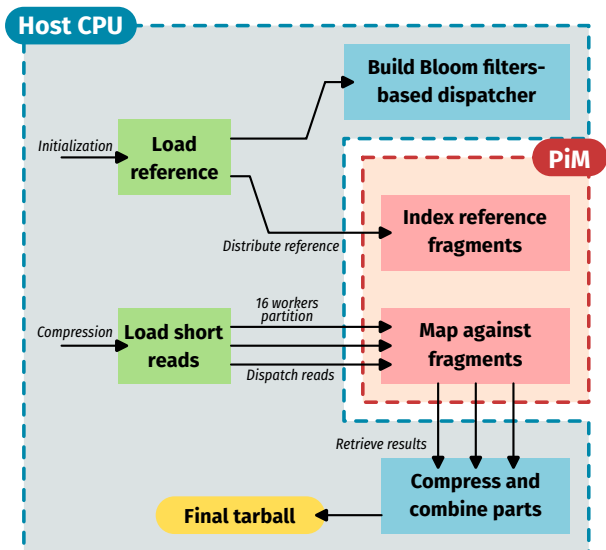 Host CPU
Build Bloom filters-
based dispatcher
Initialization
Load
reference
PiM
Index reference
fragments
Distribute reference
16 workers
partition
Compression
Load short
reads
Map against
fragments
Dispatch reads
Retrieve results
Compress and
combine parts
Final tarball